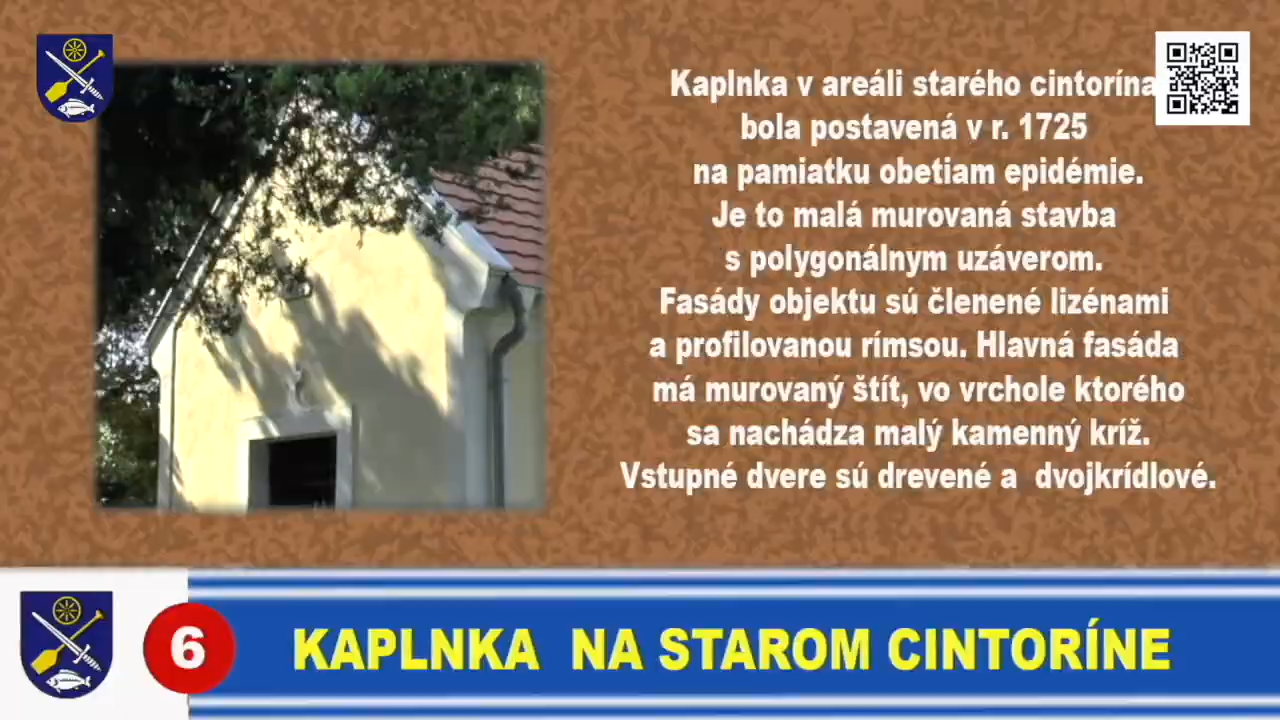 Kaplnka v areáli starého cintorína
bola postavená v r. 1725
na pamiatku obetiam epidémie.
Je to malá murovaná stavba
s polygonálnym uzáverom.
Fasády objektu sú členené lizénami
a profilovanou rímsou. Hlavná fasáda
má murovaný štít, vo vrchole ktorého
sa nachádza malý kamenný kríž.
Vstupné dvere sú drevené a  dvojkrídlové.
6
KAPLNKA  NA STAROM CINTORÍNE